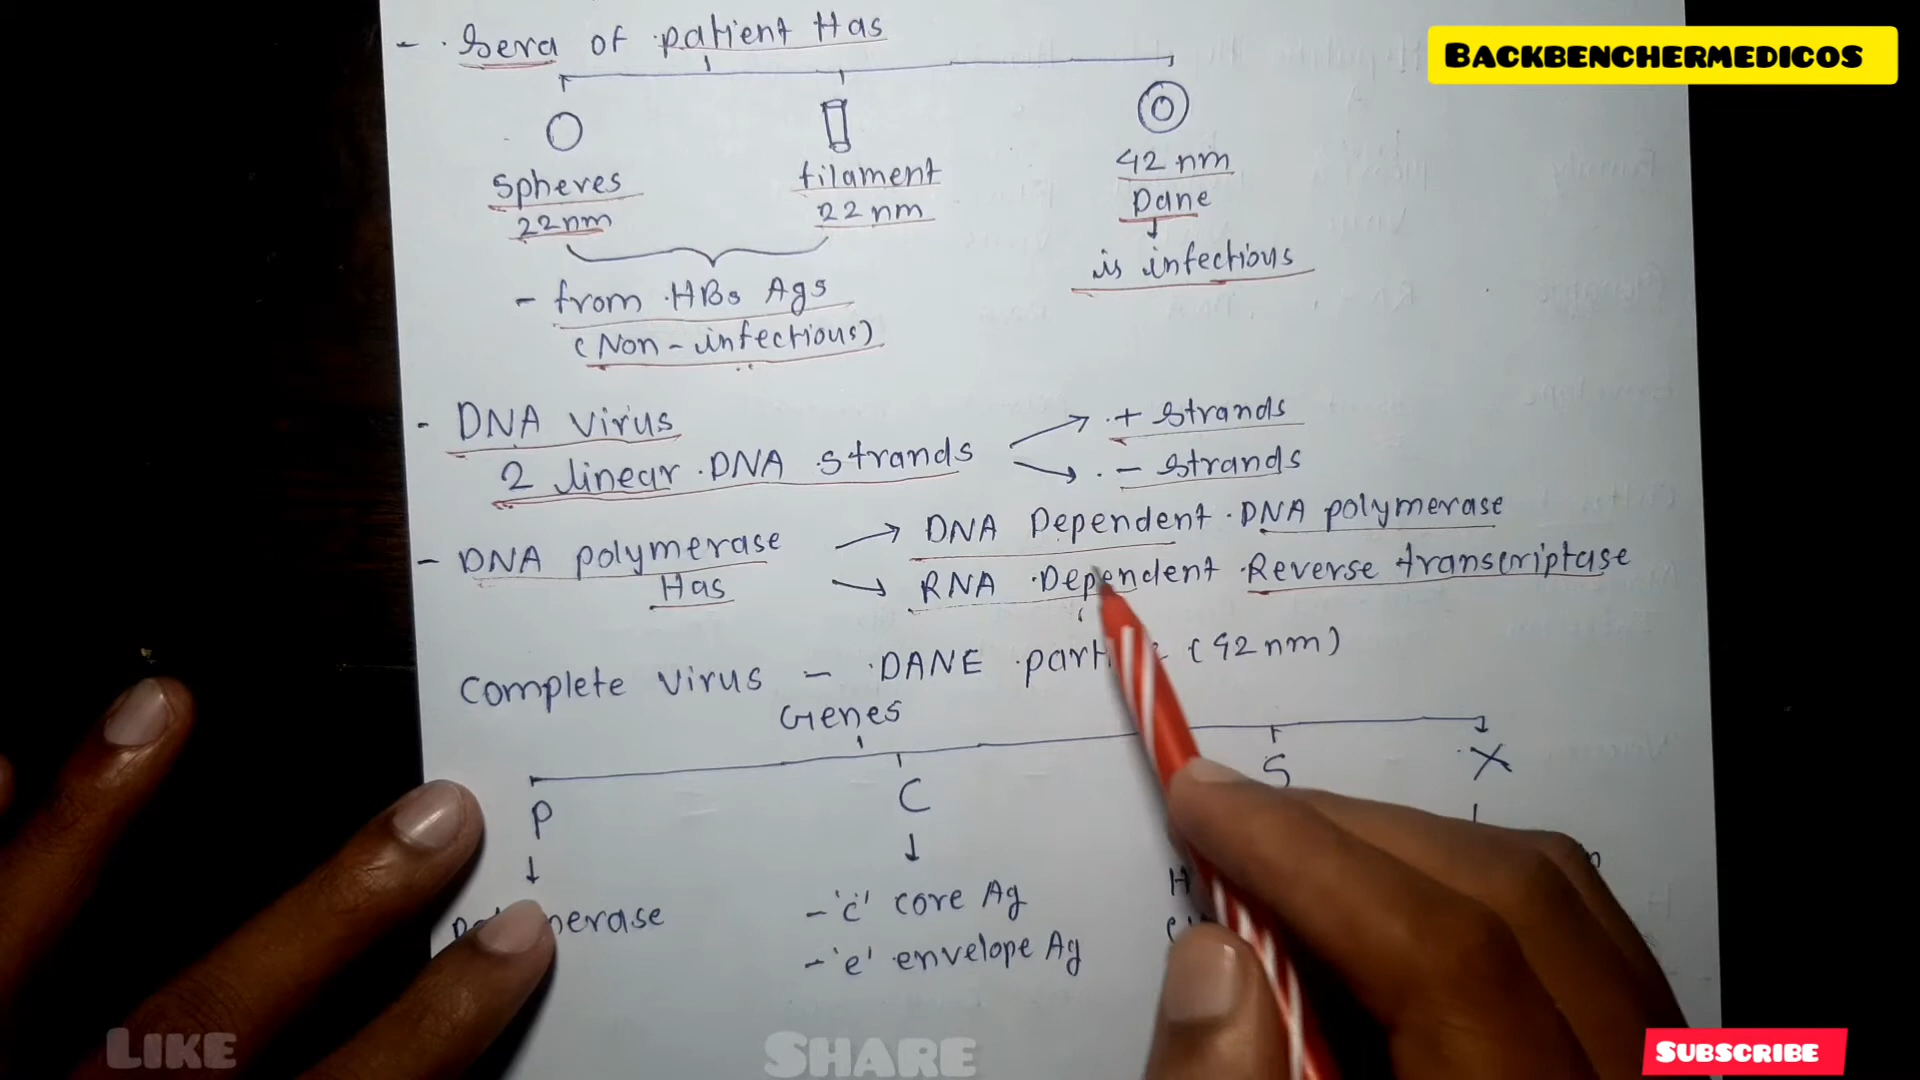 BACKBENCHERMEDICOS
- Sera of patient Has
Spheres
22nm
filament
22 nm
42 nm
Dane
is infectious
- from HBs Ags
(Non-infectious)
- DNA virus
2 linear DNA strands
+ strands
- strands
- DNA polymerase
Has
DNA Dependent DNA polymerase
RNA Dependent Reverse transcriptase
Complete virus - DANE (42 nm)
Genes
P
C
S
X
- 'c' core Ag
- 'e' envelope Ag
H
LIKE
SHARE
SUBSCRIBE